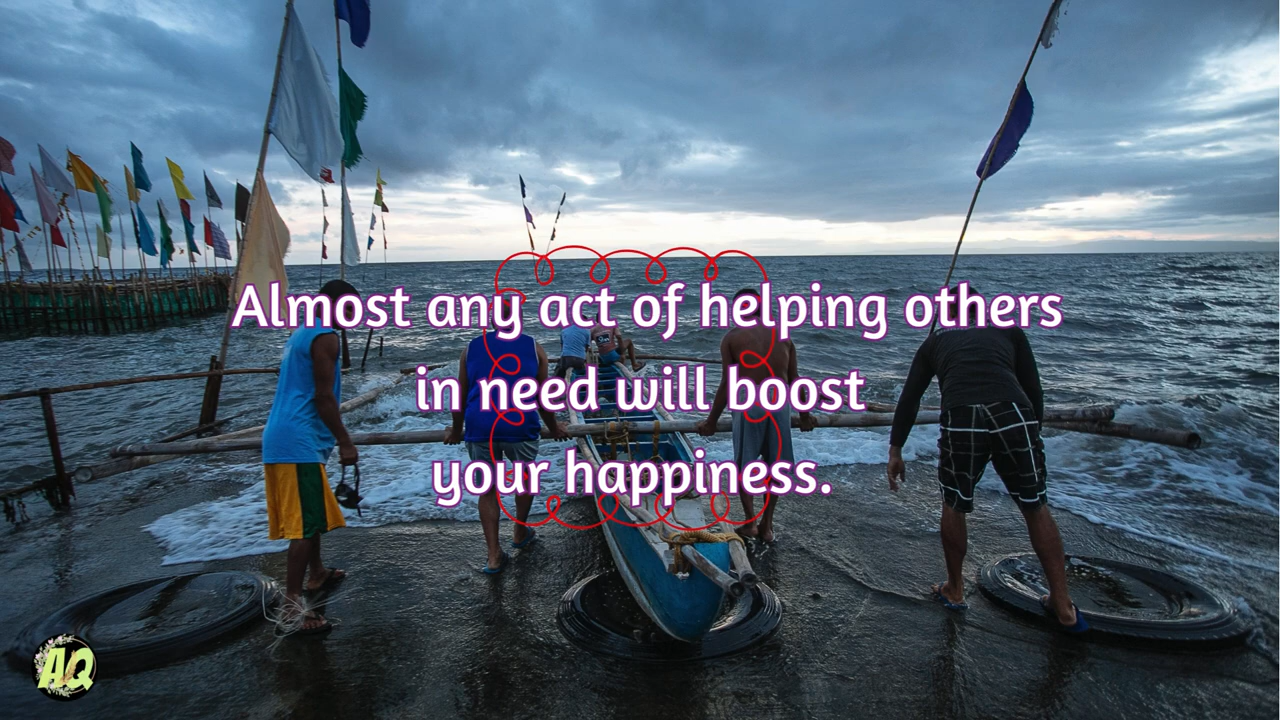 Almost any act of helping others
in need will boost
your happiness.
AQ